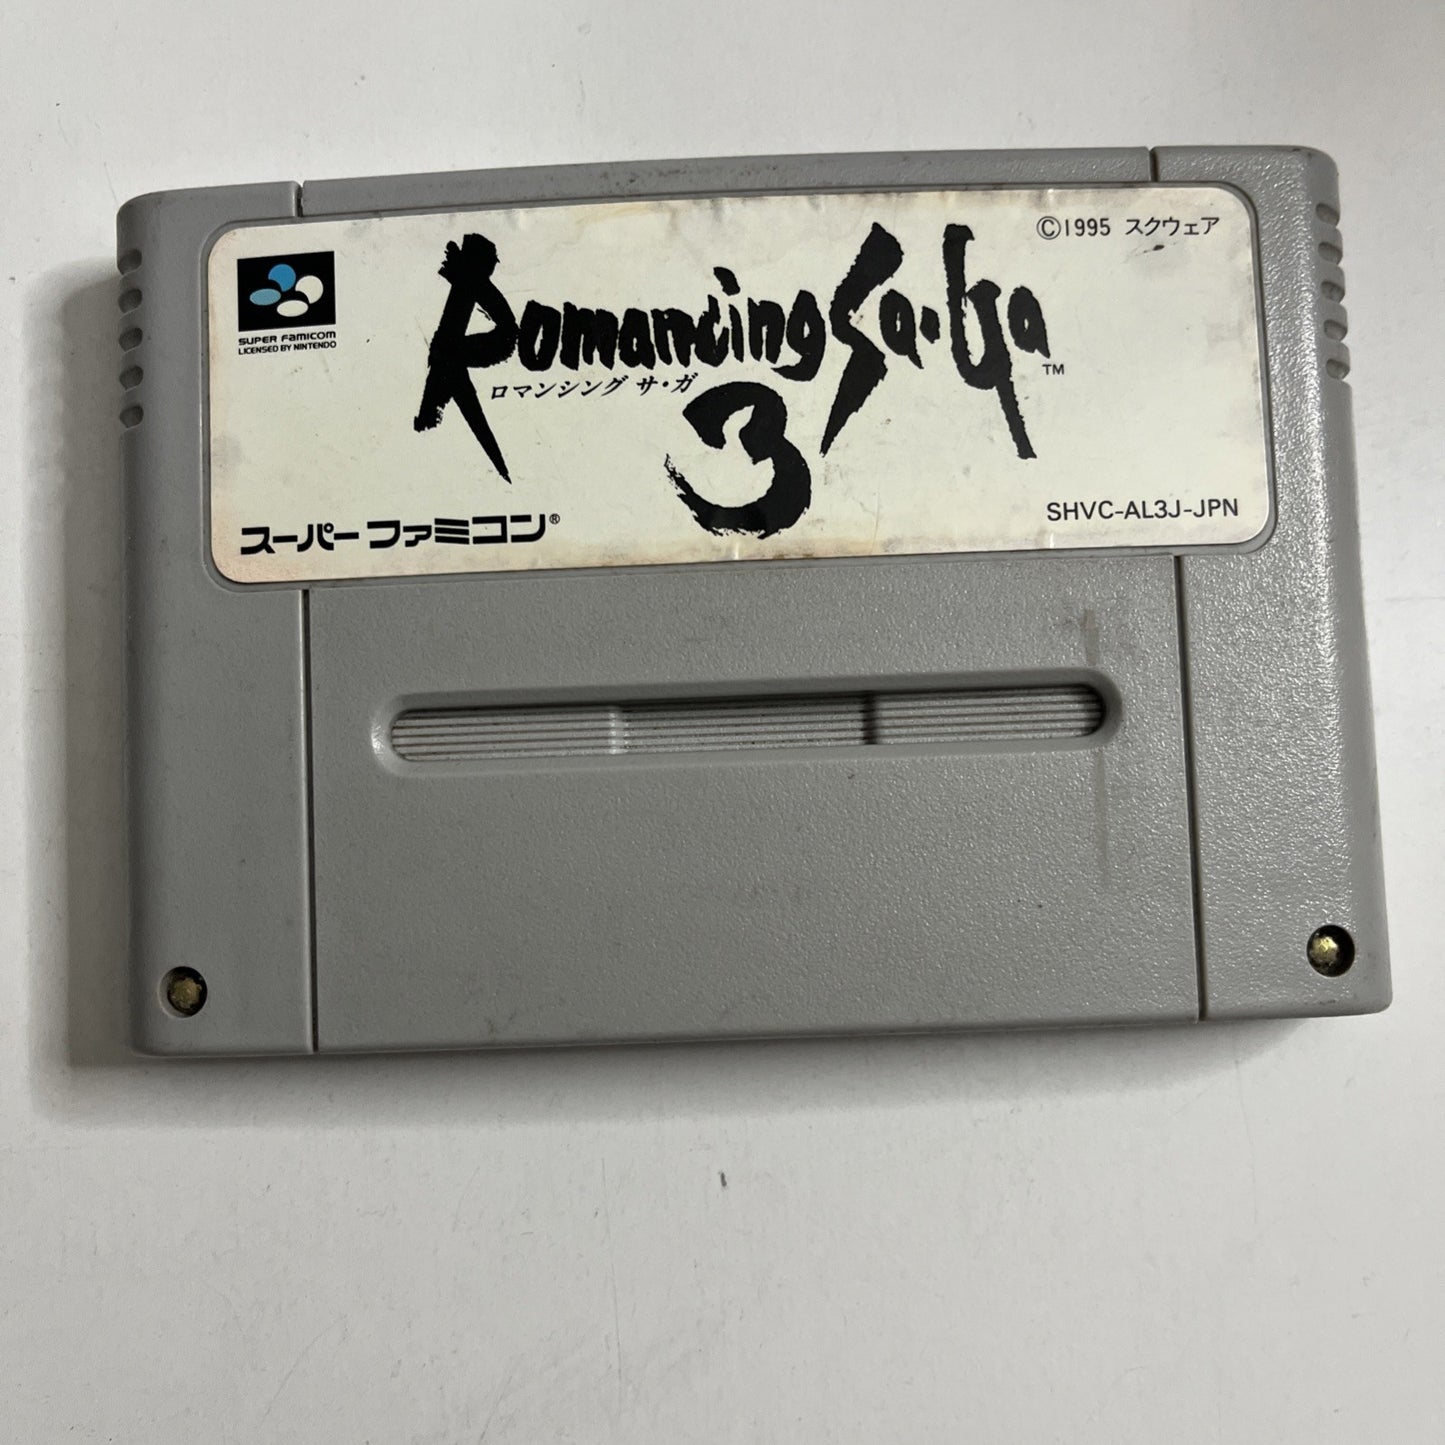 ©1995 スクウェア
SUPER FAMICOM
LICENSED BY NINTENDO
Romancing Sa·Ga
TM
ロマンシング サ・ガ
3
スーパーファミコン®
SHVC-AL3J-JPN